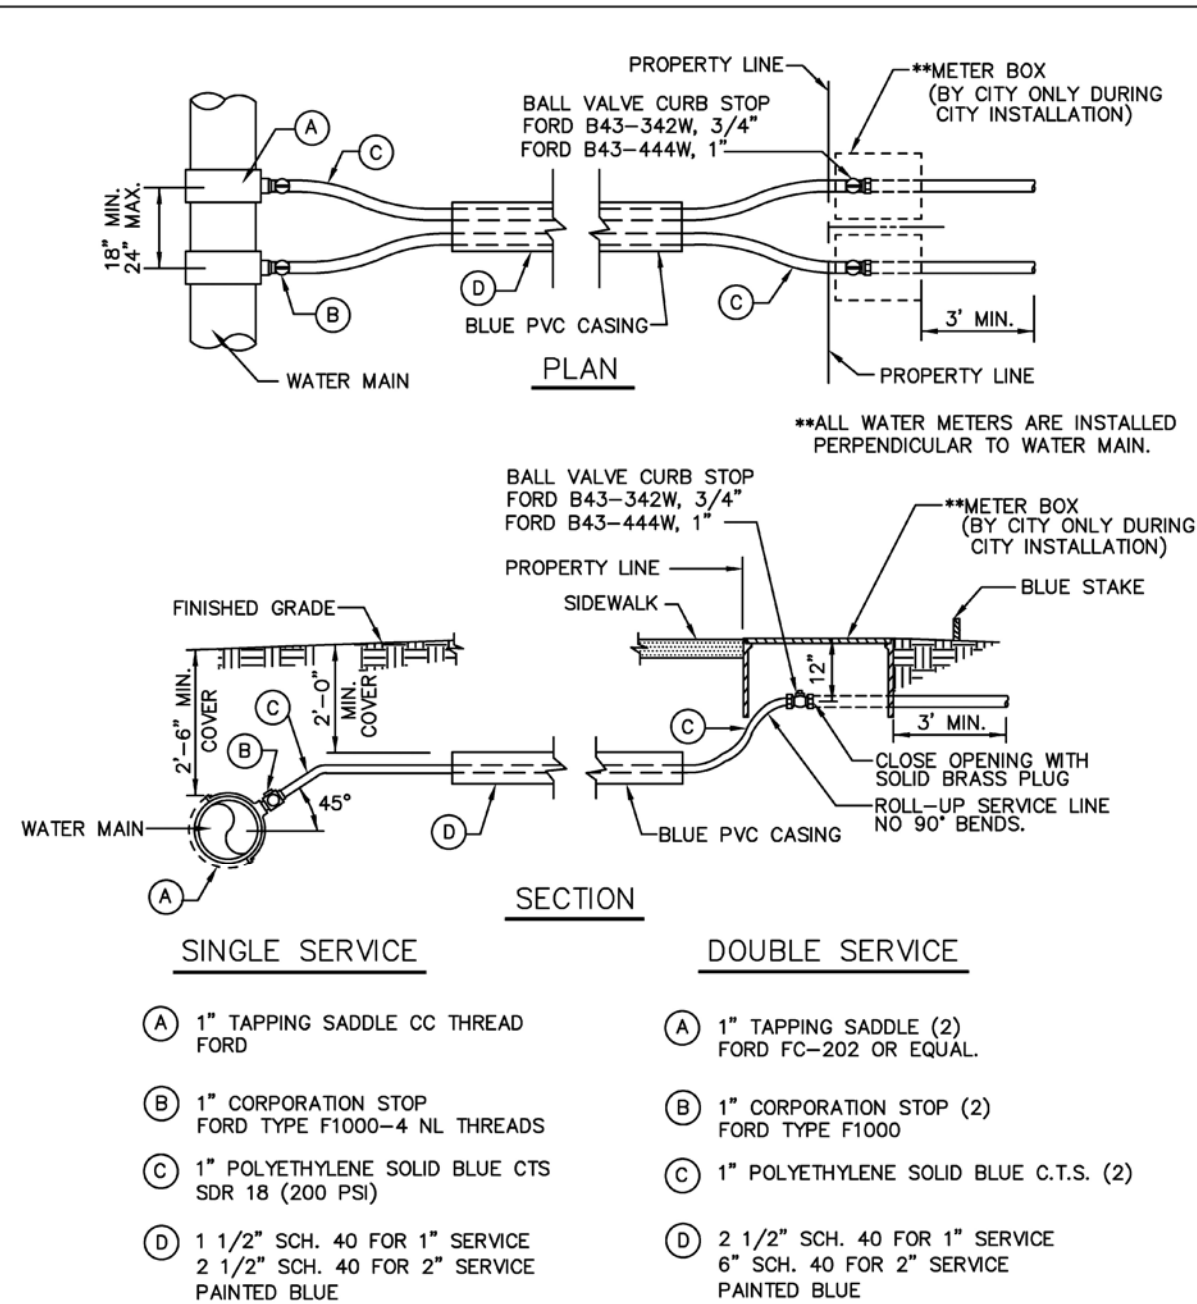 PROPERTY LINE
**METER BOX
(BY CITY ONLY DURING
CITY INSTALLATION)
BALL VALVE CURB STOP
FORD B43-342W, 3/4"
FORD B43-444W, 1"
A
C
18" MIN.
24" MAX.
D
B
C
BLUE PVC CASING
3' MIN.
WATER MAIN
PLAN
PROPERTY LINE
**ALL WATER METERS ARE INSTALLED
PERPENDICULAR TO WATER MAIN.
BALL VALVE CURB STOP
FORD B43-342W, 3/4"
FORD B43-444W, 1"
**METER BOX
(BY CITY ONLY DURING
CITY INSTALLATION)
PROPERTY LINE
BLUE STAKE
FINISHED GRADE
SIDEWALK
2'-6" MIN.
COVER
2'-0"
MIN.
COVER
12"
C
B
C
3' MIN.
45°
CLOSE OPENING WITH
SOLID BRASS PLUG
ROLL-UP SERVICE LINE
NO 90° BENDS.
WATER MAIN
D
BLUE PVC CASING
A
SECTION
SINGLE SERVICE
A 1" TAPPING SADDLE CC THREAD
FORD
B 1" CORPORATION STOP
FORD TYPE F1000-4 NL THREADS
C 1" POLYETHYLENE SOLID BLUE CTS
SDR 18 (200 PSI)
D 1 1/2" SCH. 40 FOR 1" SERVICE
2 1/2" SCH. 40 FOR 2" SERVICE
PAINTED BLUE
DOUBLE SERVICE
A 1" TAPPING SADDLE (2)
FORD FC-202 OR EQUAL.
B 1" CORPORATION STOP (2)
FORD TYPE F1000
C 1" POLYETHYLENE SOLID BLUE C.T.S. (2)
D 2 1/2" SCH. 40 FOR 1" SERVICE
6" SCH. 40 FOR 2" SERVICE
PAINTED BLUE